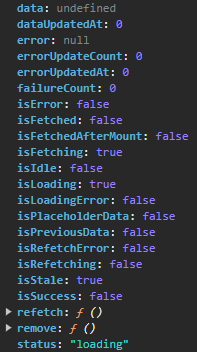 data: undefined
dataUpdatedAt: 0
error: null
errorUpdateCount: 0
errorUpdatedAt: 0
failureCount: 0
isError: false
isFetched: false
isFetchedAfterMount: false
isFetching: true
isIdle: false
isLoading: true
isLoadingError: false
isPlaceholderData: false
isPreviousData: false
isRefetchError: false
isRefetching: false
isStale: true
isSuccess: false
▶ refetch: ƒ ()
▶ remove: ƒ ()
status: "loading"